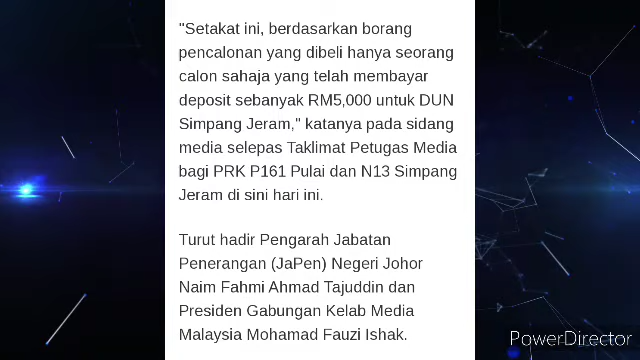 "Setakat ini, berdasarkan borang
pencalonan yang dibeli hanya seorang
calon sahaja yang telah membayar
deposit sebanyak RM5,000 untuk DUN
Simpang Jeram," katanya pada sidang
media selepas Taklimat Petugas Media
bagi PRK P161 Pulai dan N13 Simpang
Jeram di sini hari ini.
Turut hadir Pengarah Jabatan
Penerangan (JaPen) Negeri Johor
Naim Fahmi Ahmad Tajuddin dan
Presiden Gabungan Kelab Media
Malaysia Mohamad Fauzi Ishak.
PowerDirector